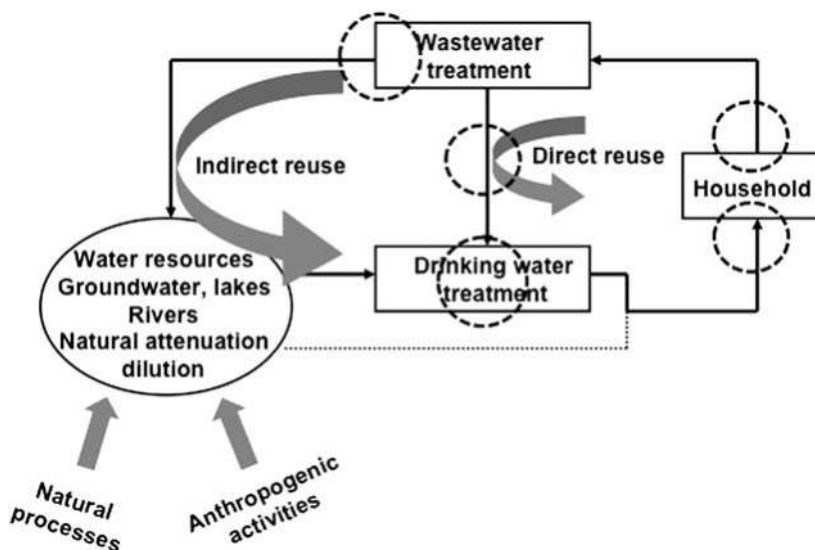 Wastewater
treatment
Indirect reuse
Direct reuse
Household
Water resources
Groundwater, lakes
Rivers
Natural attenuation
dilution
Drinking water
treatment
Natural
processes
Anthropogenic
activities